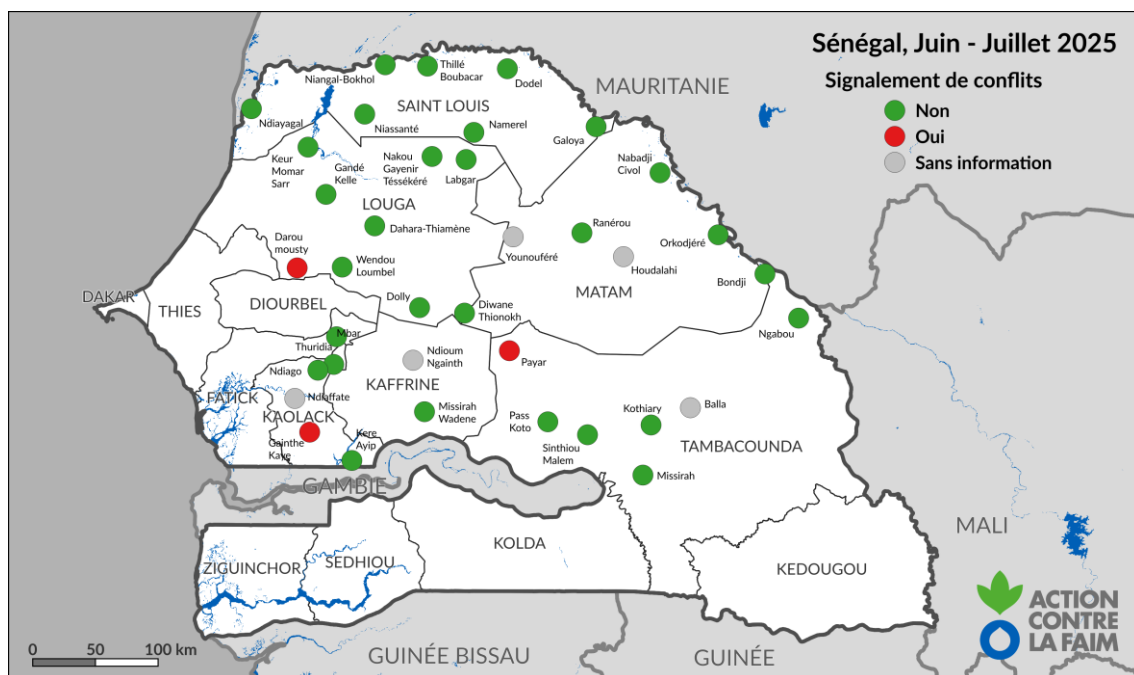 Sénégal, Juin - Juillet 2025
Signalement de conflits
Non
Oui
Sans information
MAURITANIE
Niangal-Bokhol
Thillé
Boubacar
Dodel
SAINT LOUIS
Ndiayagal
Niassanté
Namerel
Galoya
Keur
Momar
Sarr
Gandé
Kelle
Nakou
Gayenir
Téssékéré
Labgar
Nabadji
Civol
LOUGA
Dahara-Thiamène
Ranérou
Younouféré
Houdalahi
Orkodjéré
Darou
mousty
Wendou
Loumbel
MATAM
Bondji
DAKAR
THIES
DIOURBEL
Dolly
Diwane
Thionokh
Ngabou
Mbar
Thuridia
Ndiago
Ndioum
Ngainth
Payar
KAFFRINE
FATICK
Ndiaffate
KAOLACK
Missirah
Wadene
Pass
Koto
Kothiary
Balla
Gainthe
Kaye
Kere
Ayip
Sinthiou
Malem
TAMBACOUNDA
Missirah
GAMBIE
MALI
KOLDA
SEDHIOU
ZIGUINCHOR
KEDOUGOU
ACTION
CONTRE
LA FAIM
0 50 100 km
GUINÉE BISSAU
GUINÉE